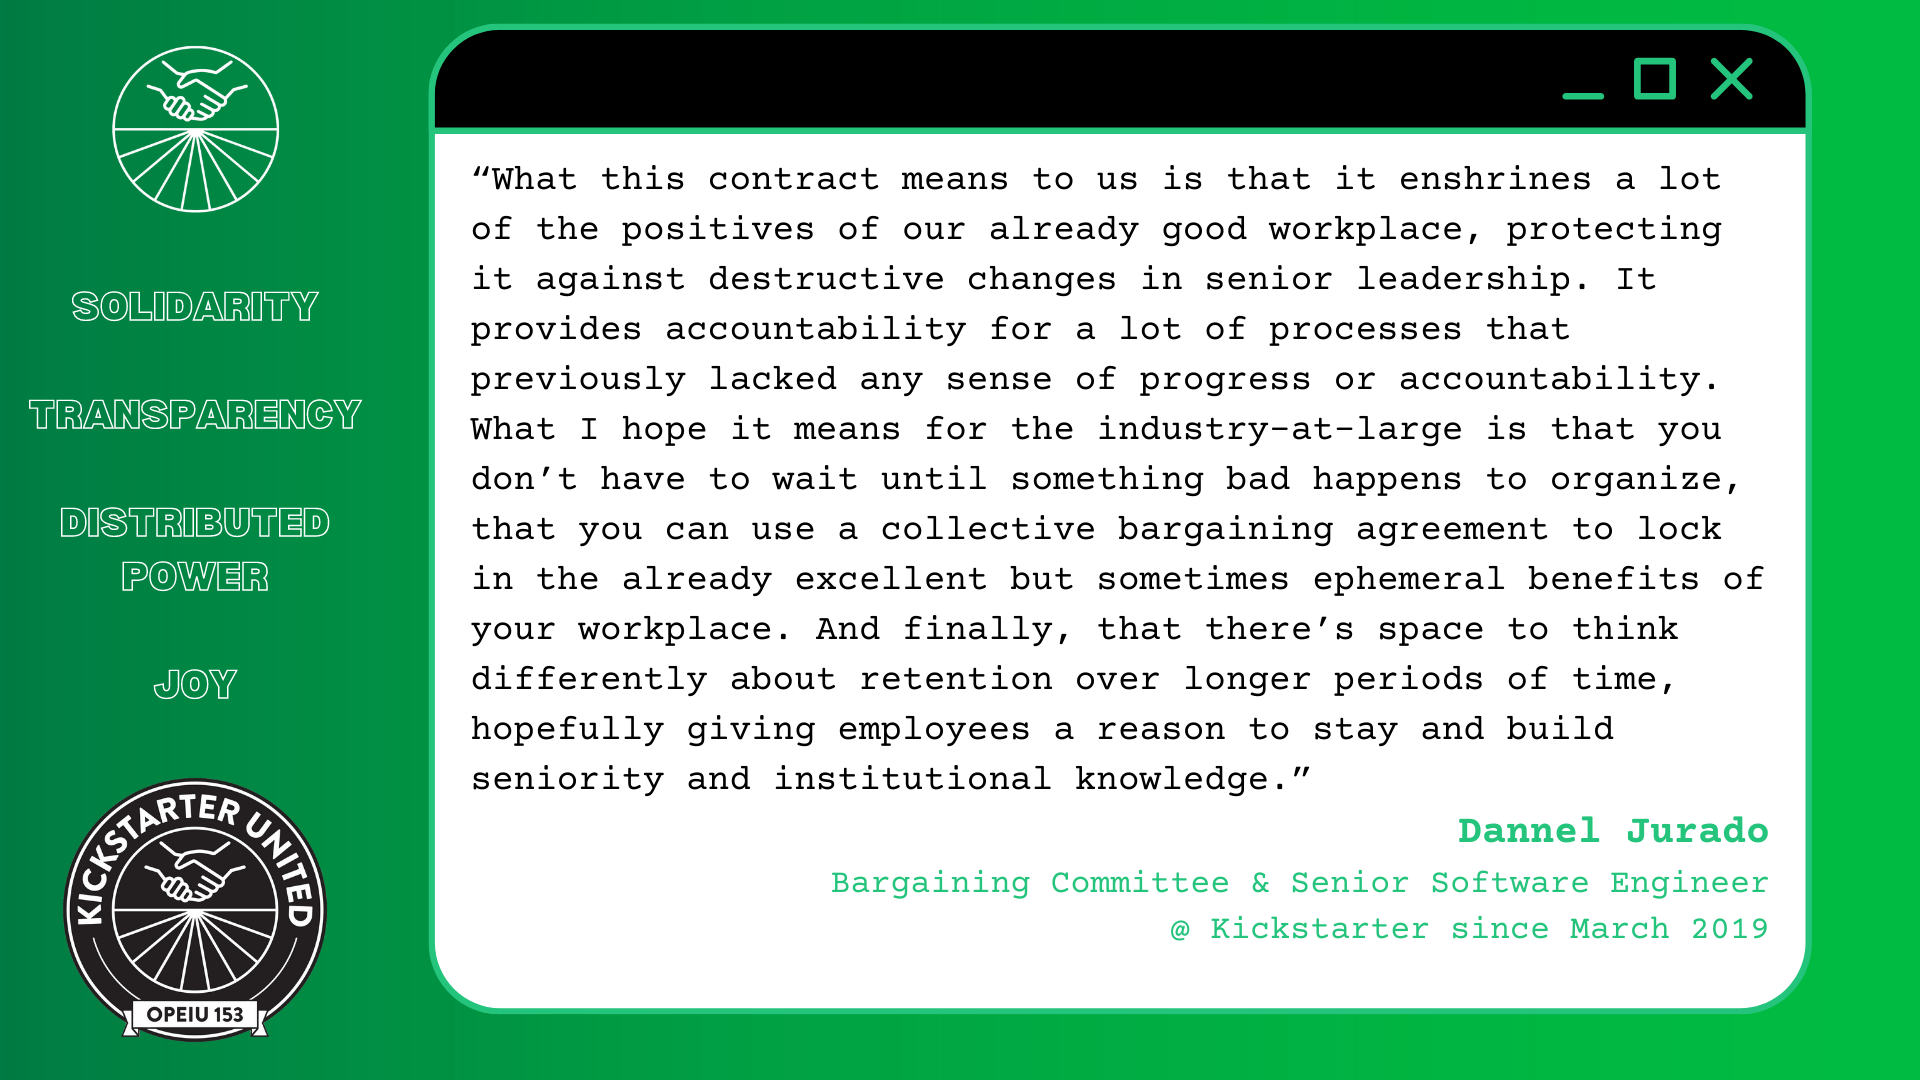 SOLIDARITY
TRANSPARENCY
DISTRIBUTED
POWER
JOY
KICKSTARTER UNITED
OPEIU 153
“What this contract means to us is that it enshrines a lot
of the positives of our already good workplace, protecting
it against destructive changes in senior leadership. It
provides accountability for a lot of processes that
previously lacked any sense of progress or accountability.
What I hope it means for the industry-at-large is that you
don’t have to wait until something bad happens to organize,
that you can use a collective bargaining agreement to lock
in the already excellent but sometimes ephemeral benefits of
your workplace. And finally, that there’s space to think
differently about retention over longer periods of time,
hopefully giving employees a reason to stay and build
seniority and institutional knowledge.”
Dannel Jurado
Bargaining Committee & Senior Software Engineer
@ Kickstarter since March 2019